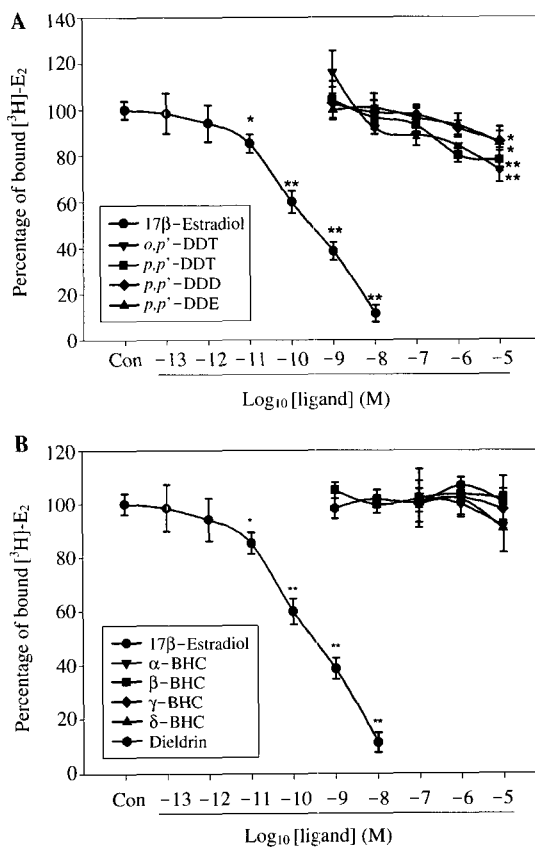 A
Percentage of bound [³H]-E₂
140
120
100
80
60
40
20
0
*
**
**
**
*
*
**
**
17β-Estradiol
o,p'-DDT
p,p'-DDT
p,p'-DDD
p,p'-DDE
Con -13 -12 -11 -10 -9 -8 -7 -6 -5
Log₁₀ [ligand] (M)
B
Percentage of bound [³H]-E₂
120
100
80
60
40
20
0
*
**
**
**
17β-Estradiol
α-BHC
β-BHC
γ-BHC
δ-BHC
Dieldrin
Con -13 -12 -11 -10 -9 -8 -7 -6 -5
Log₁₀ [ligand] (M)